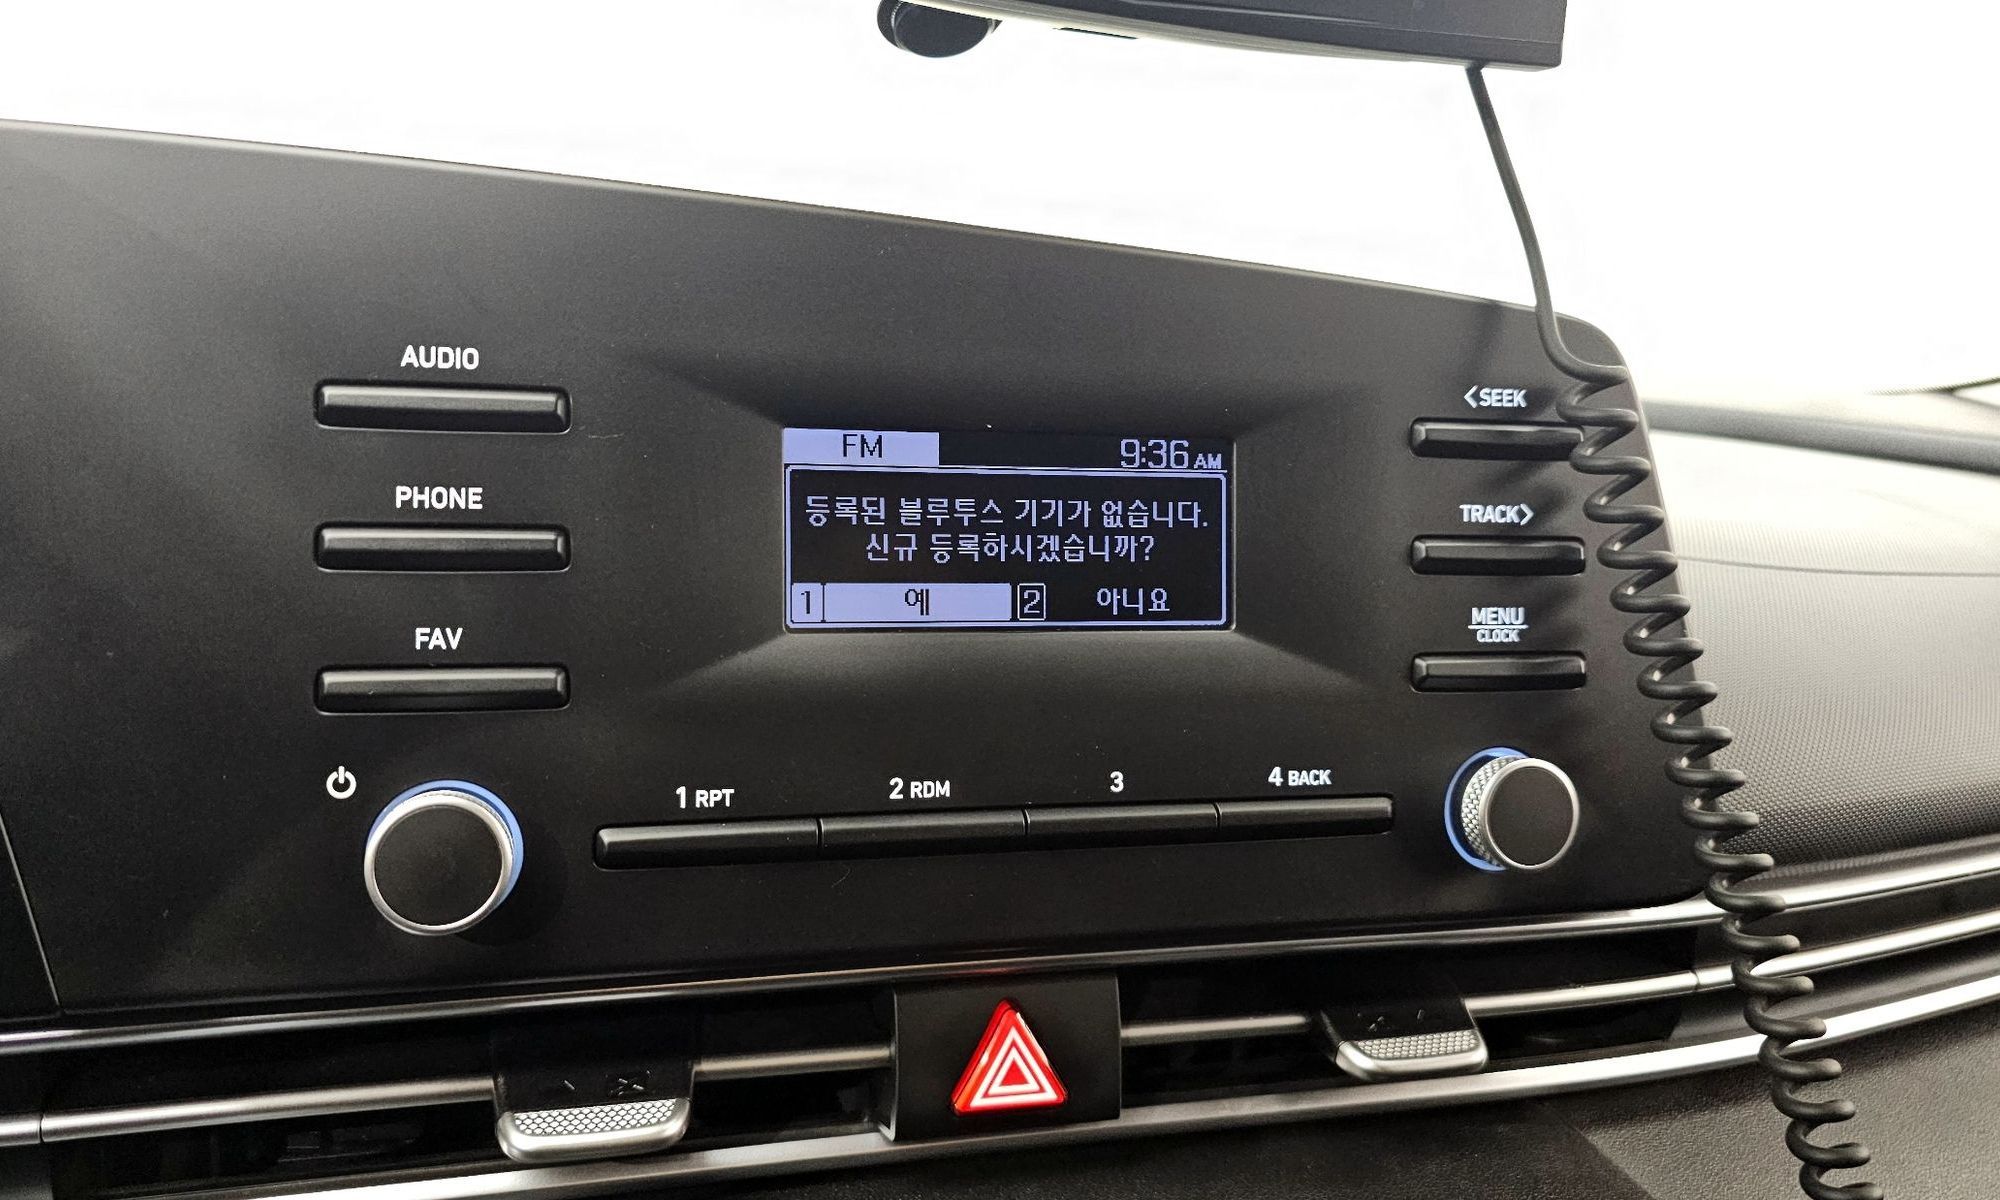 AUDIO
PHONE
FAV
FM
9:36 AM
등록된 블루투스 기기가 없습니다.
신규 등록하시겠습니까?
1 예 2 아니요
<SEEK
TRACK>
MENU
CLOCK
1 RPT
2 RDM
3
4 BACK